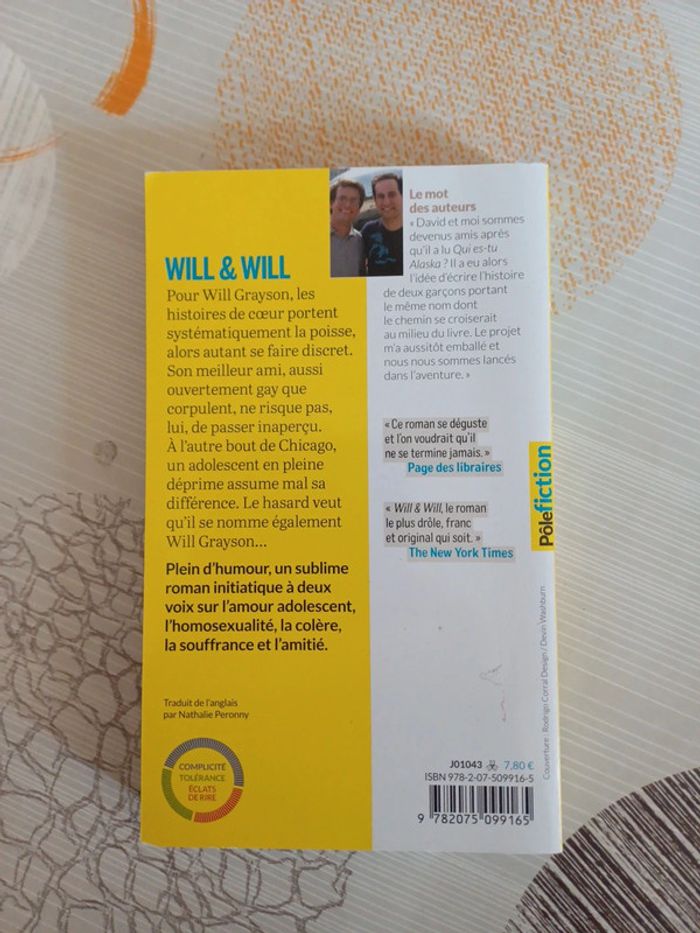 WILL & WILL
Pour Will Grayson, les
histoires de cœur portent
systématiquement la poisse,
alors autant se faire discret.
Son meilleur ami, aussi
ouvertement gay que
corpulent, ne risque pas,
lui, de passer inaperçu.
À l'autre bout de Chicago,
un adolescent en pleine
déprime assume mal sa
différence. Le hasard veut
qu'il se nomme également
Will Grayson...
Plein d'humour, un sublime
roman initiatique à deux
voix sur l'amour adolescent,
l'homosexualité, la colère,
la souffrance et l'amitié.
Traduit de l'anglais
par Nathalie Peronny
COMPLICITÉ
TOLÉRANCE
ÉCLATS
DE RIRE
Le mot
des auteurs
« David et moi sommes
devenus amis après
qu'il a lu Qui es-tu
Alaska ? Il a eu alors
l'idée d'écrire l'histoire
de deux garçons portant
le même nom dont
le chemin se croiserait
au milieu du livre. Le projet
m'a aussitôt emballé et
nous nous sommes lancés
dans l'aventure. »
« Ce roman se déguste
et l'on voudrait qu'il
ne se termine jamais. »
Page des libraires
« Will & Will, le roman
le plus drôle, franc
et original qui soit. »
The New York Times
Pôlefiction
Couverture : Rodrigo Corral Design / Devin Washburn
J01043 7,80 €
ISBN 978-2-07-509916-5
9 782075 099165